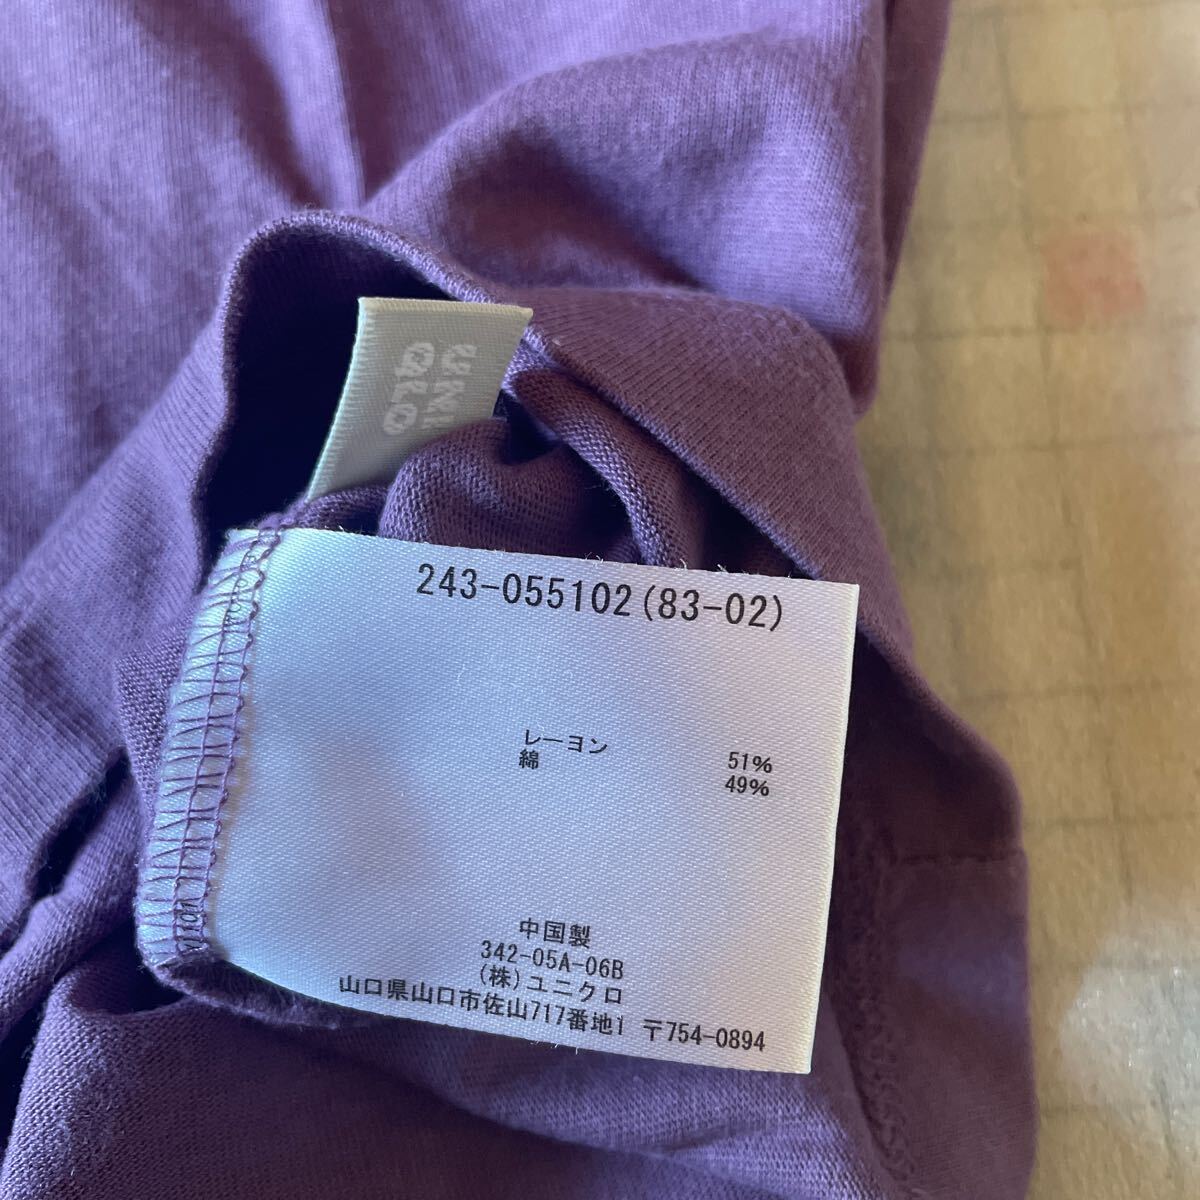 UNI
QLO
243-055102(83-02)
レーヨン 51%
綿 49%
中国製
342-05A-06B
(株)ユニクロ
山口県山口市佐山717番地1 〒754-0894